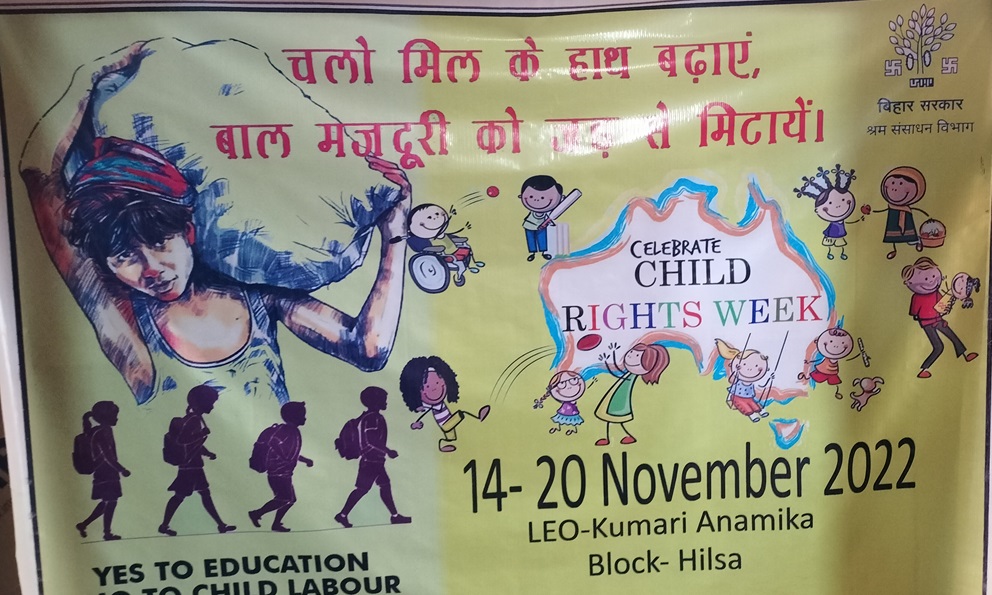 चलो मिल के हाथ बढ़ाएं,
बाल मजदूरी को जड़ से मिटायें।
बिहार सरकार
श्रम संसाधन विभाग
CELEBRATE
CHILD
RIGHTS WEEK
14- 20 November 2022
LEO-Kumari Anamika
Block- Hilsa
YES TO EDUCATION
TO CHILD LABOUR